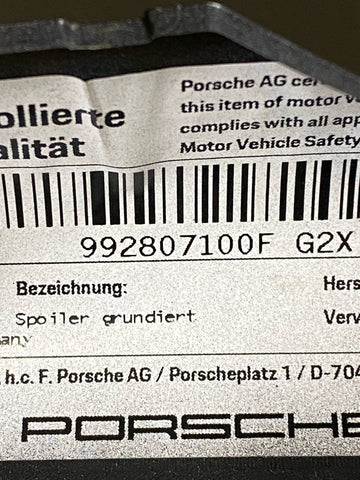 Porsche AG cer
ollierte
this item of motor v
complies with all app
alität
Motor Vehicle Safety
992807100F G2X
Bezeichnung:
Hers
Spoiler grundiert
Verv
any
. h.c. F. Porsche AG / Porscheplatz 1 / D-704
PORSCHE